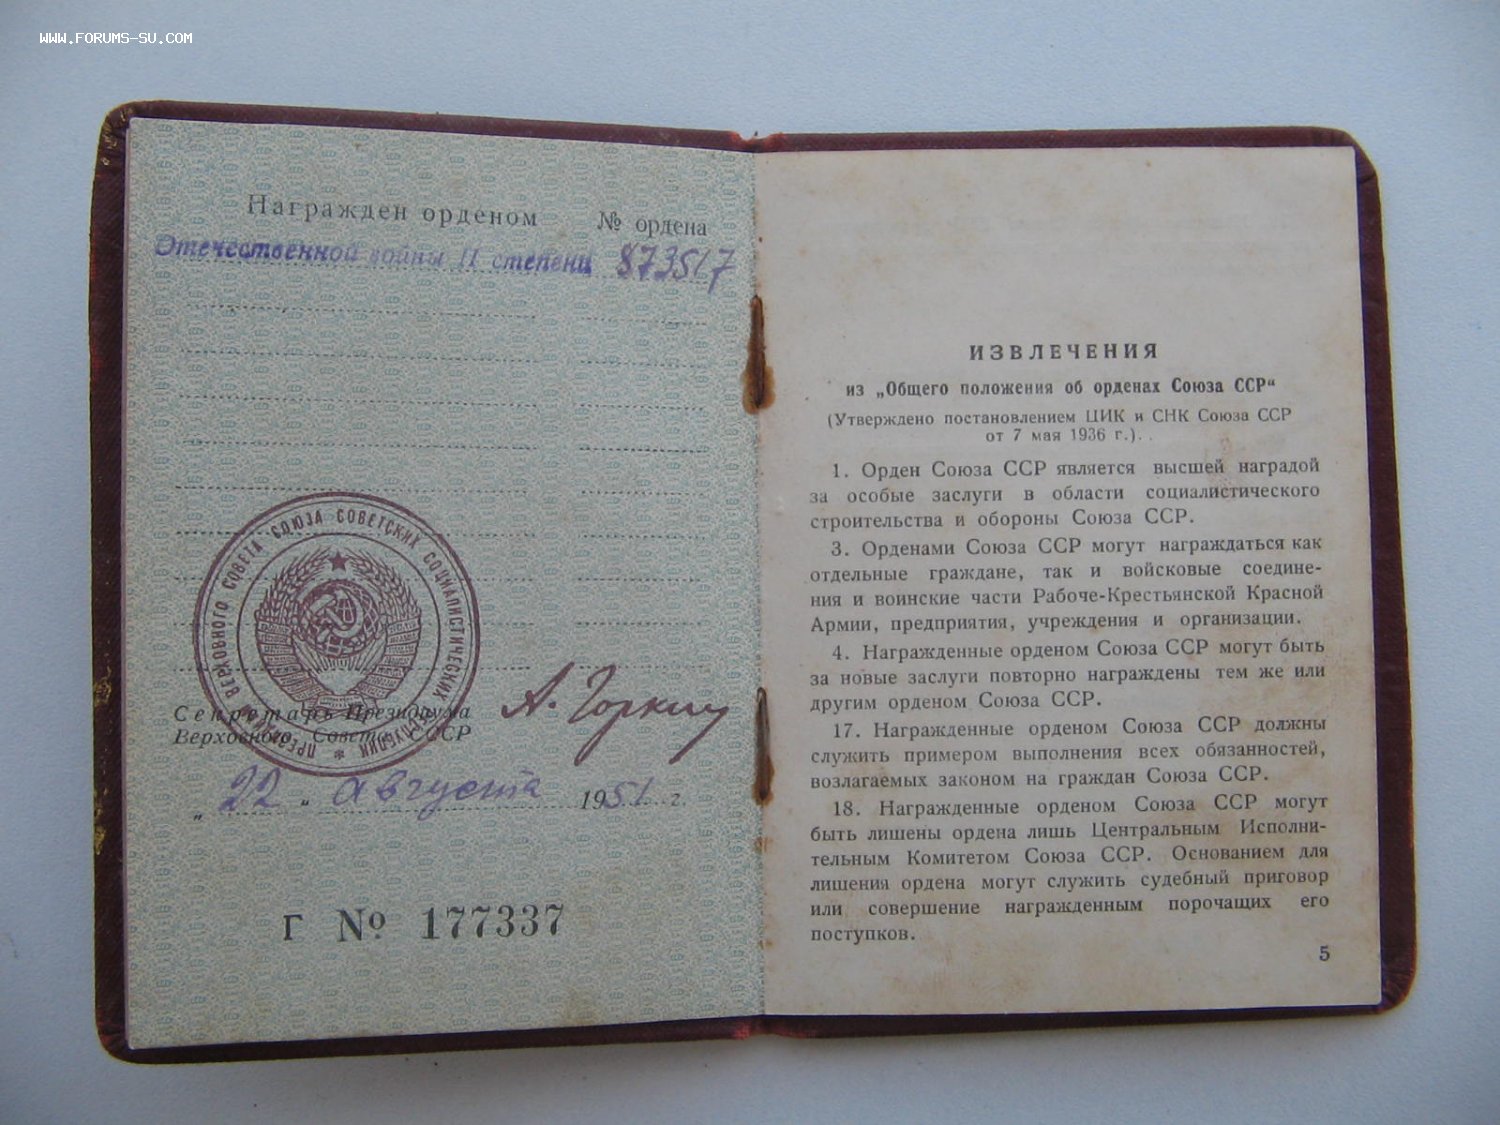 WWW.FORUMS-SU.COM
Награжден орденом № ордена
Отечественной войны II степени 873517
ПРЕЗИДИУМ ВЕРХОВНОГО СОВЕТА СОЮЗА СОВЕТСКИХ СОЦИАЛИСТИЧЕСКИХ РЕСПУБЛИК *
Секретарь Президиума
Верховного Совета СССР
А. Горкин
„ 22 " августа 1951 г.
Г № 177337
ИЗВЛЕЧЕНИЯ
из „Общего положения об орденах Союза ССР“
(Утверждено постановлением ЦИК и СНК Союза ССР
от 7 мая 1936 г.).
1. Орден Союза ССР является высшей наградой
за особые заслуги в области социалистического
строительства и обороны Союза ССР.
3. Орденами Союза ССР могут награждаться как
отдельные граждане, так и войсковые соедине-
ния и воинские части Рабоче-Крестьянской Красной
Армии, предприятия, учреждения и организации.
4. Награжденные орденом Союза ССР могут быть
за новые заслуги повторно награждены тем же или
другим орденом Союза ССР.
17. Награжденные орденом Союза ССР должны
служить примером выполнения всех обязанностей,
возлагаемых законом на граждан Союза ССР.
18. Награжденные орденом Союза ССР могут
быть лишены ордена лишь Центральным Исполни-
тельным Комитетом Союза ССР. Основанием для
лишения ордена могут служить судебный приговор
или совершение награжденным порочащих его
поступков.
5